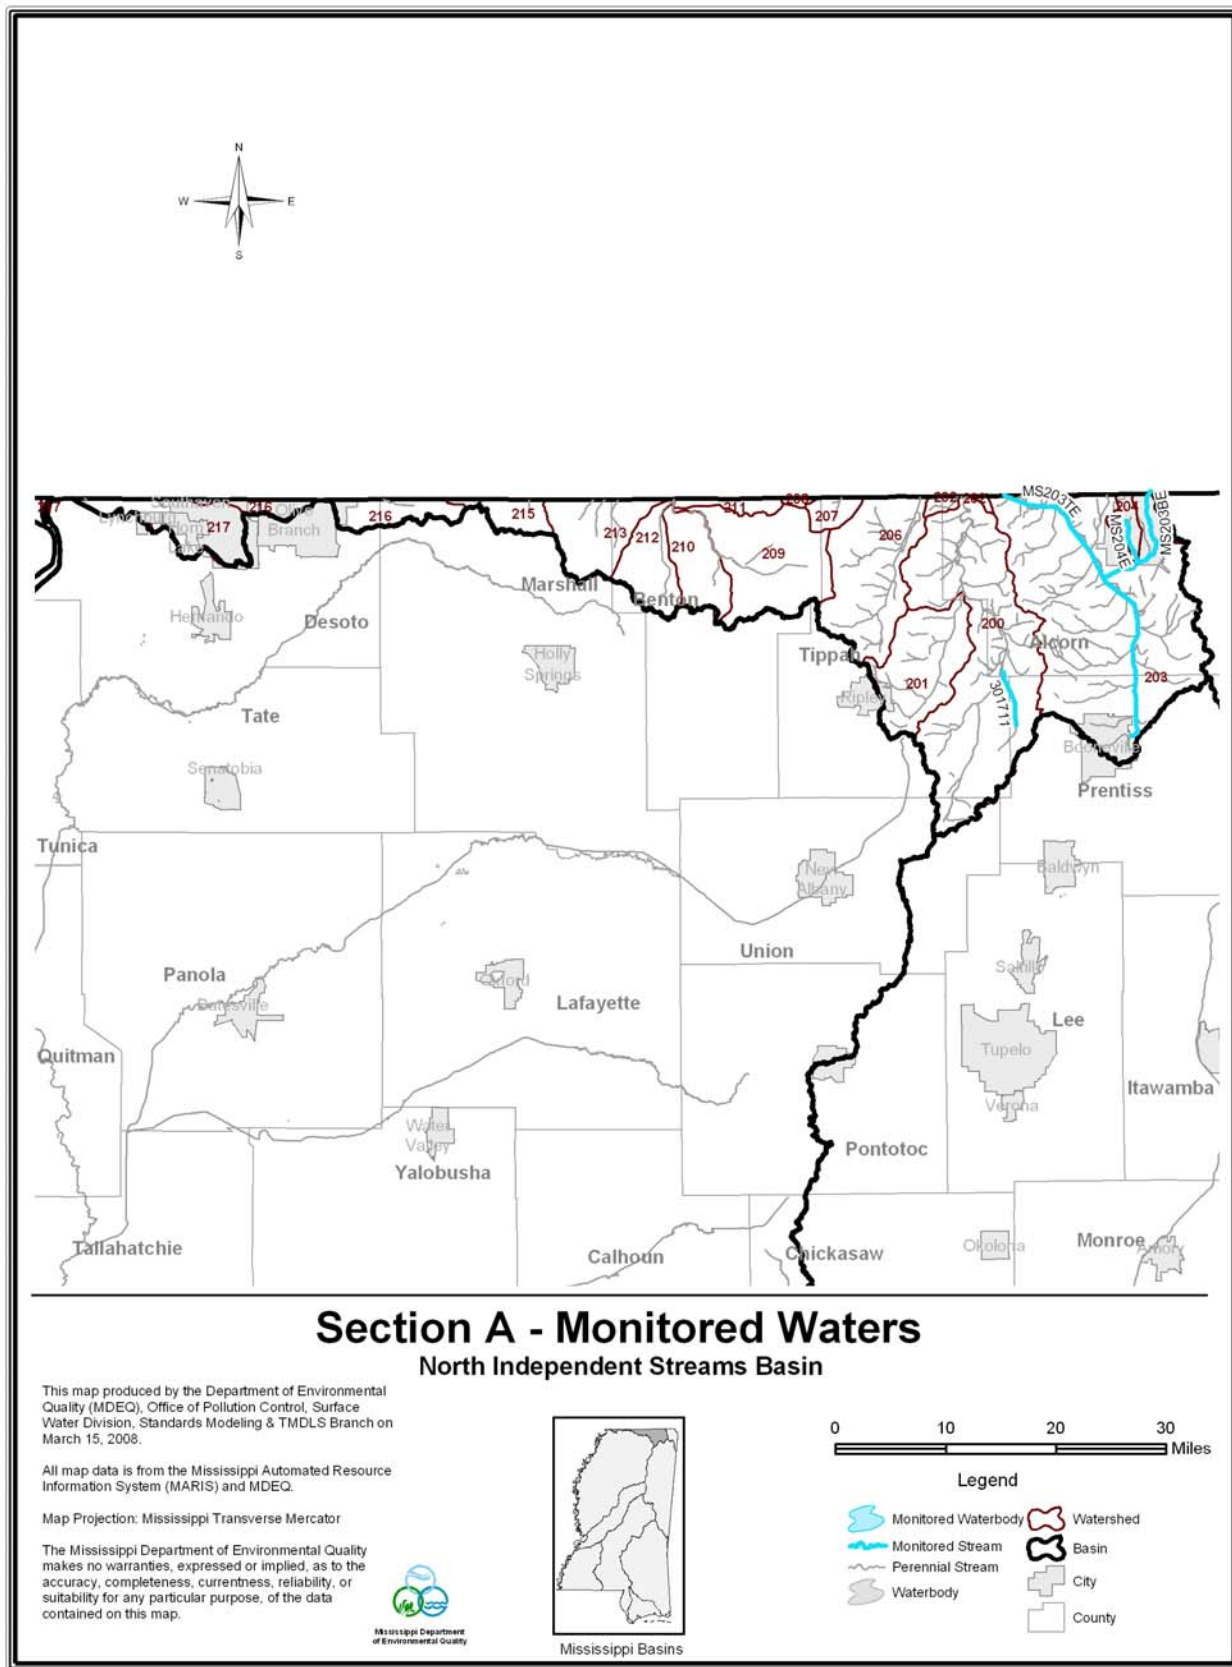 N
W E
S
MS203TE
MS203BE
MS204E
216
217
216
215
213
212
210
211
209
207
206
204
Southaven
Horn
Lake
Olive
Branch
Marshall
Benton
Hernando
Desoto
Holly
Springs
Tippah
Ripley
200
Alcorn
201
203
301711
Tate
Senatobia
Booneville
Prentiss
Tunica
New
Albany
Baldwyn
Union
Panola
Batesville
Oxford
Lafayette
Saltillo
Lee
Quitman
Tupelo
Verona
Itawamba
Water
Valley
Yalobusha
Pontotoc
Tallahatchie
Calhoun
Chickasaw
Okolona
Monroe
Amory
Section A - Monitored Waters
North Independent Streams Basin
This map produced by the Department of Environmental
Quality (MDEQ), Office of Pollution Control, Surface
Water Division, Standards Modeling & TMDLS Branch on
March 15, 2008.
All map data is from the Mississippi Automated Resource
Information System (MARIS) and MDEQ.
Map Projection: Mississippi Transverse Mercator
The Mississippi Department of Environmental Quality
makes no warranties, expressed or implied, as to the
accuracy, completeness, currentness, reliability, or
suitability for any particular purpose, of the data
contained on this map.
Mississippi Department
of Environmental Quality
Mississippi Basins
0 10 20 30
Miles
Legend
Monitored Waterbody
Monitored Stream
Perennial Stream
Waterbody
Watershed
Basin
City
County